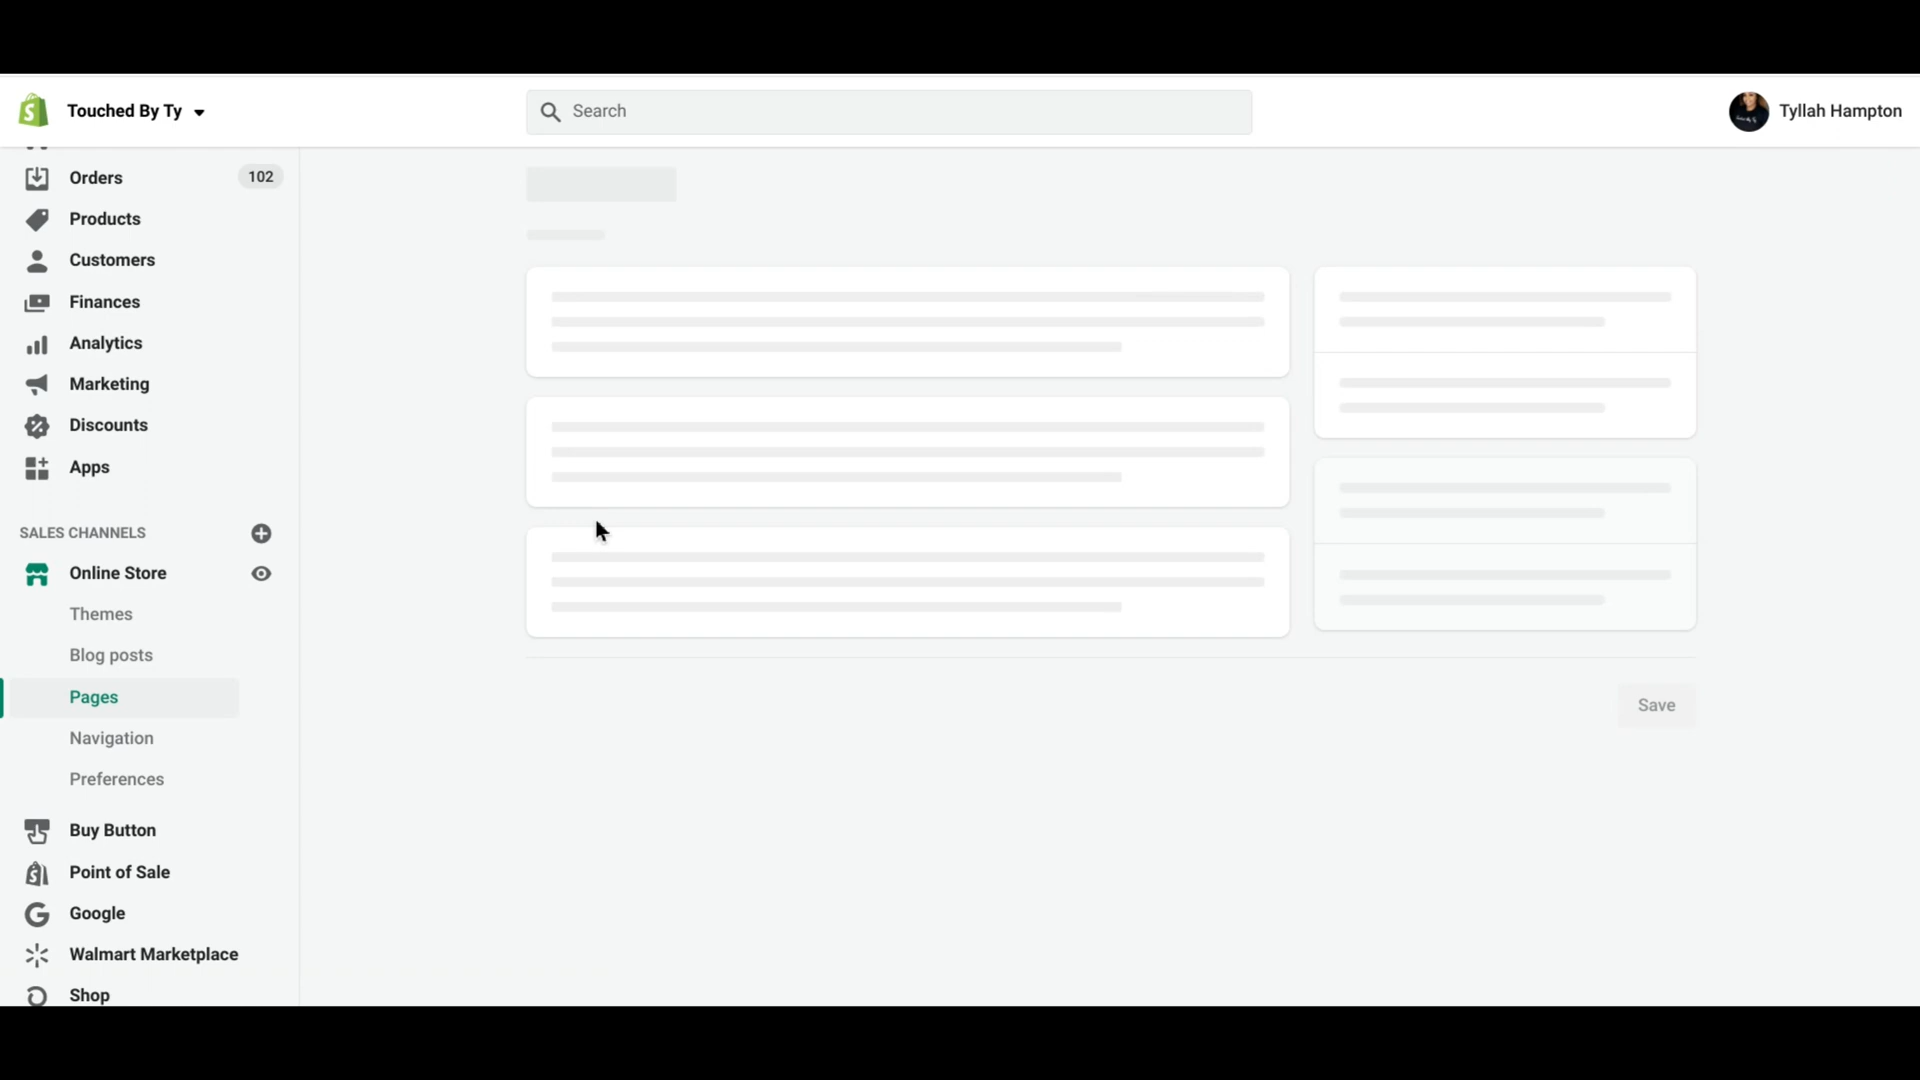 Touched By Ty
Search
Tyllah Hampton
Orders 102
Products
Customers
Finances
Analytics
Marketing
Discounts
Apps
SALES CHANNELS
Online Store
Themes
Blog posts
Pages
Navigation
Preferences
Save
Buy Button
Point of Sale
Google
Walmart Marketplace
Shop